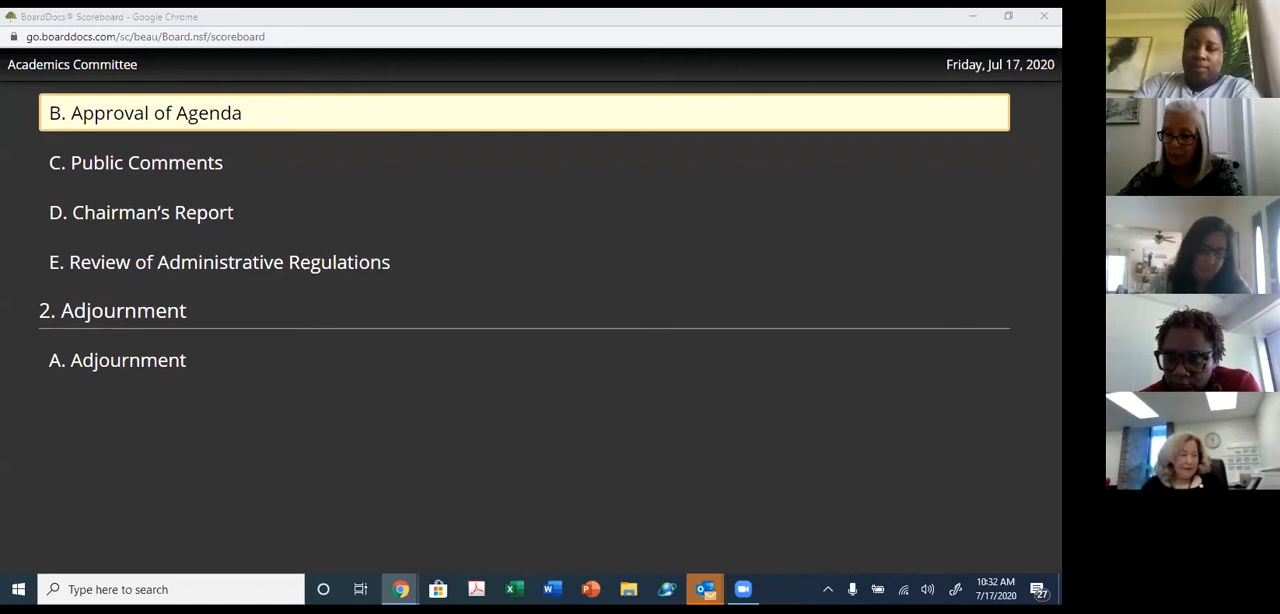 BoardDocs® Scoreboard - Google Chrome
go.boarddocs.com/sc/beau/Board.nsf/scoreboard
Academics Committee
Friday, Jul 17, 2020
B. Approval of Agenda
C. Public Comments
D. Chairman's Report
E. Review of Administrative Regulations
2. Adjournment
A. Adjournment
Type here to search
10:32 AM
7/17/2020
27